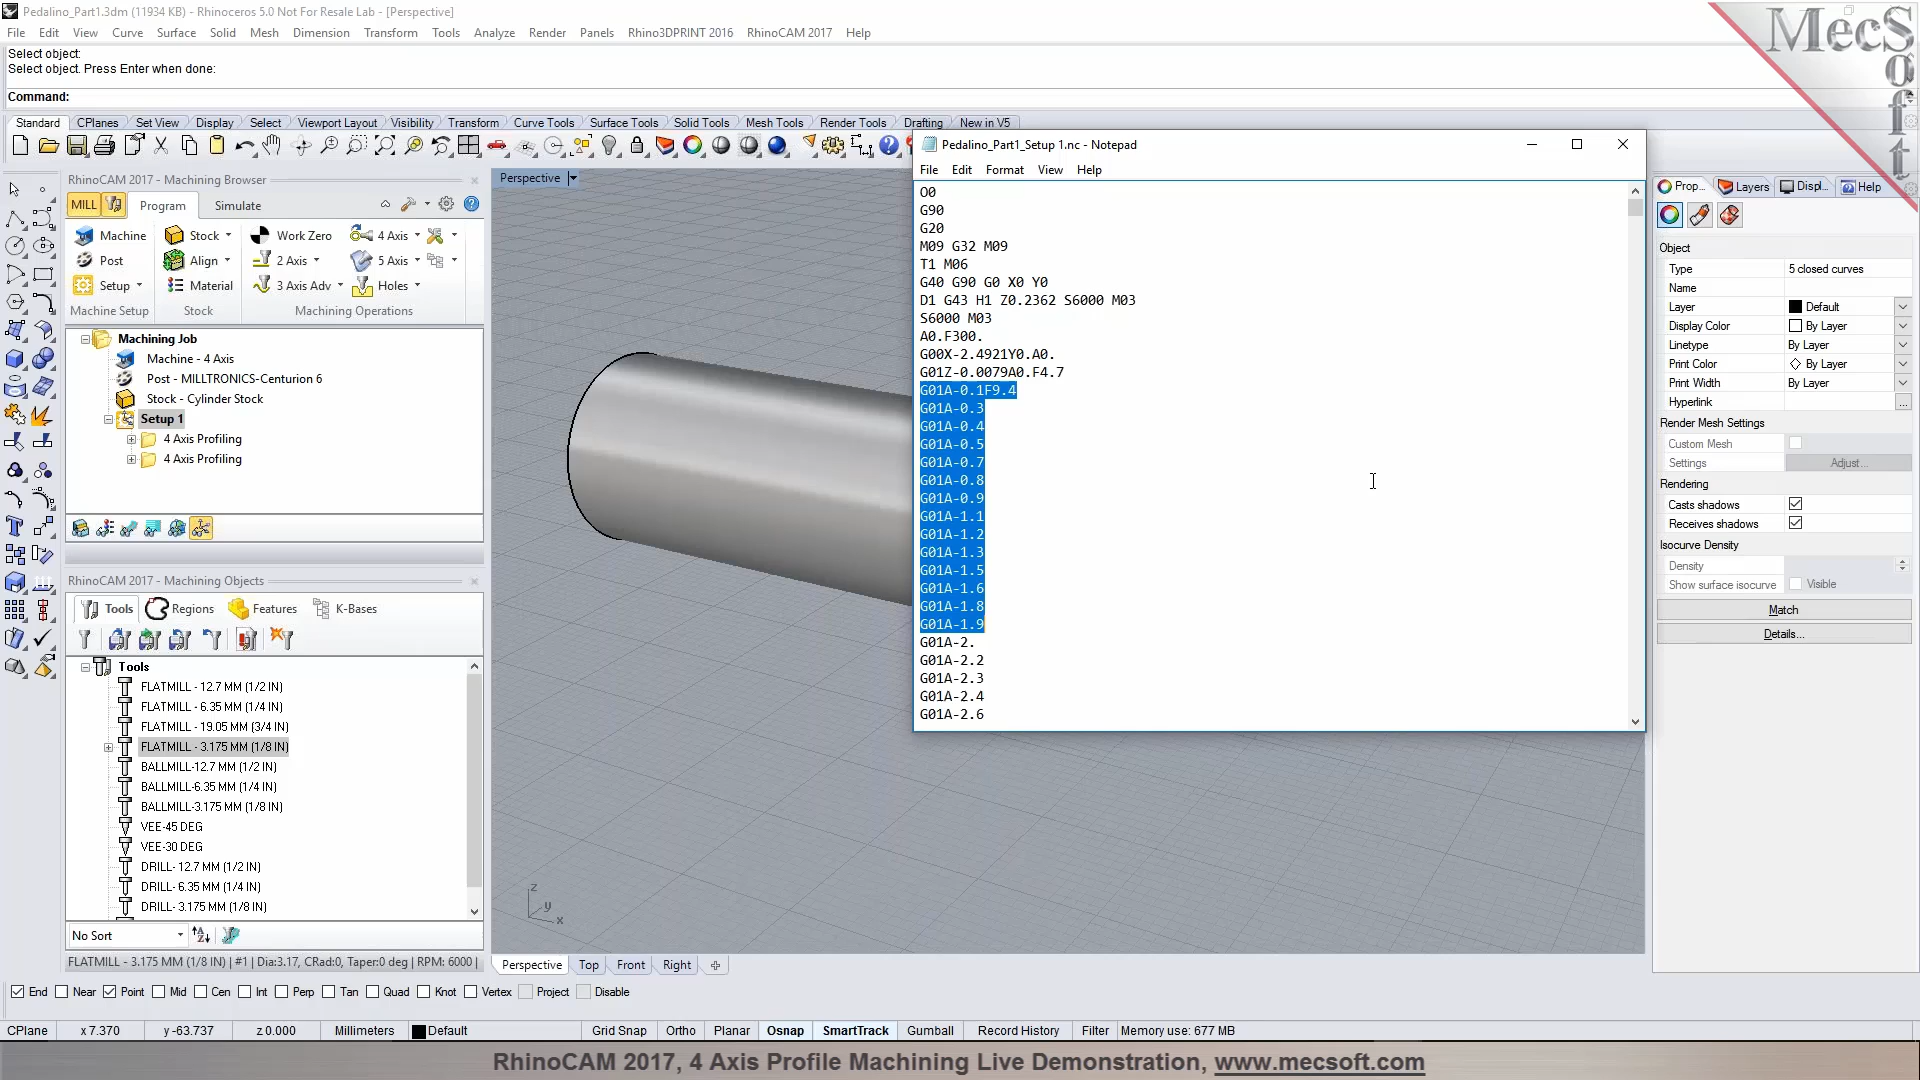 Pedalino_Part1.3dm (11934 KB) - Rhinoceros 5.0 Not For Resale Lab - [Perspective]
File Edit View Curve Surface Solid Mesh Dimension Transform Tools Analyze Render Panels Rhino3DPRINT 2016 RhinoCAM 2017 Help
MecSoft
Select object:
Select object. Press Enter when done:
Command:
Standard CPlanes Set View Display Select Viewport Layout Visibility Transform Curve Tools Surface Tools Solid Tools Mesh Tools Render Tools Drafting New in V5
RhinoCAM 2017 - Machining Browser
MILL Program Simulate
Machine Stock Work Zero 4 Axis
Post Align 2 Axis 5 Axis
Setup Material 3 Axis Adv Holes
Machine Setup Stock Machining Operations
Machining Job
Machine - 4 Axis
Post - MILLTRONICS-Centurion 6
Stock - Cylinder Stock
Setup 1
4 Axis Profiling
4 Axis Profiling
RhinoCAM 2017 - Machining Objects
Tools Regions Features K-Bases
Tools
FLATMILL - 12.7 MM (1/2 IN)
FLATMILL - 6.35 MM (1/4 IN)
FLATMILL - 19.05 MM (3/4 IN)
FLATMILL - 3.175 MM (1/8 IN)
BALLMILL-12.7 MM (1/2 IN)
BALLMILL-6.35 MM (1/4 IN)
BALLMILL-3.175 MM (1/8 IN)
VEE-45 DEG
VEE-30 DEG
DRILL- 12.7 MM (1/2 IN)
DRILL- 6.35 MM (1/4 IN)
DRILL- 3.175 MM (1/8 IN)
No Sort
FLATMILL - 3.175 MM (1/8 IN) | #1 | Dia:3.17, CRad:0, Taper:0 deg | RPM: 6000 |
Perspective
z
y
x
Pedalino_Part1_Setup 1.nc - Notepad
File Edit Format View Help
O0
G90
G20
M09 G32 M09
T1 M06
G40 G90 G0 X0 Y0
D1 G43 H1 Z0.2362 S6000 M03
S6000 M03
A0.F300.
G00X-2.4921Y0.A0.
G01Z-0.0079A0.F4.7
G01A-0.1F9.4
G01A-0.3
G01A-0.4
G01A-0.5
G01A-0.7
G01A-0.8
G01A-0.9
G01A-1.1
G01A-1.2
G01A-1.3
G01A-1.5
G01A-1.6
G01A-1.8
G01A-1.9
G01A-2.
G01A-2.2
G01A-2.3
G01A-2.4
G01A-2.6
Prop... Layers Displ... Help
Object
Type 5 closed curves
Name
Layer Default
Display Color By Layer
Linetype By Layer
Print Color By Layer
Print Width By Layer
Hyperlink ...
Render Mesh Settings
Custom Mesh
Settings Adjust...
Rendering
Casts shadows
Receives shadows
Isocurve Density
Density
Show surface isocurve Visible
Match
Details...
Perspective Top Front Right
End Near Point Mid Cen Int Perp Tan Quad Knot Vertex Project Disable
CPlane x 7.370 y -63.737 z 0.000 Millimeters Default Grid Snap Ortho Planar Osnap SmartTrack Gumball Record History Filter Memory use: 677 MB
RhinoCAM 2017, 4 Axis Profile Machining Live Demonstration, www.mecsoft.com